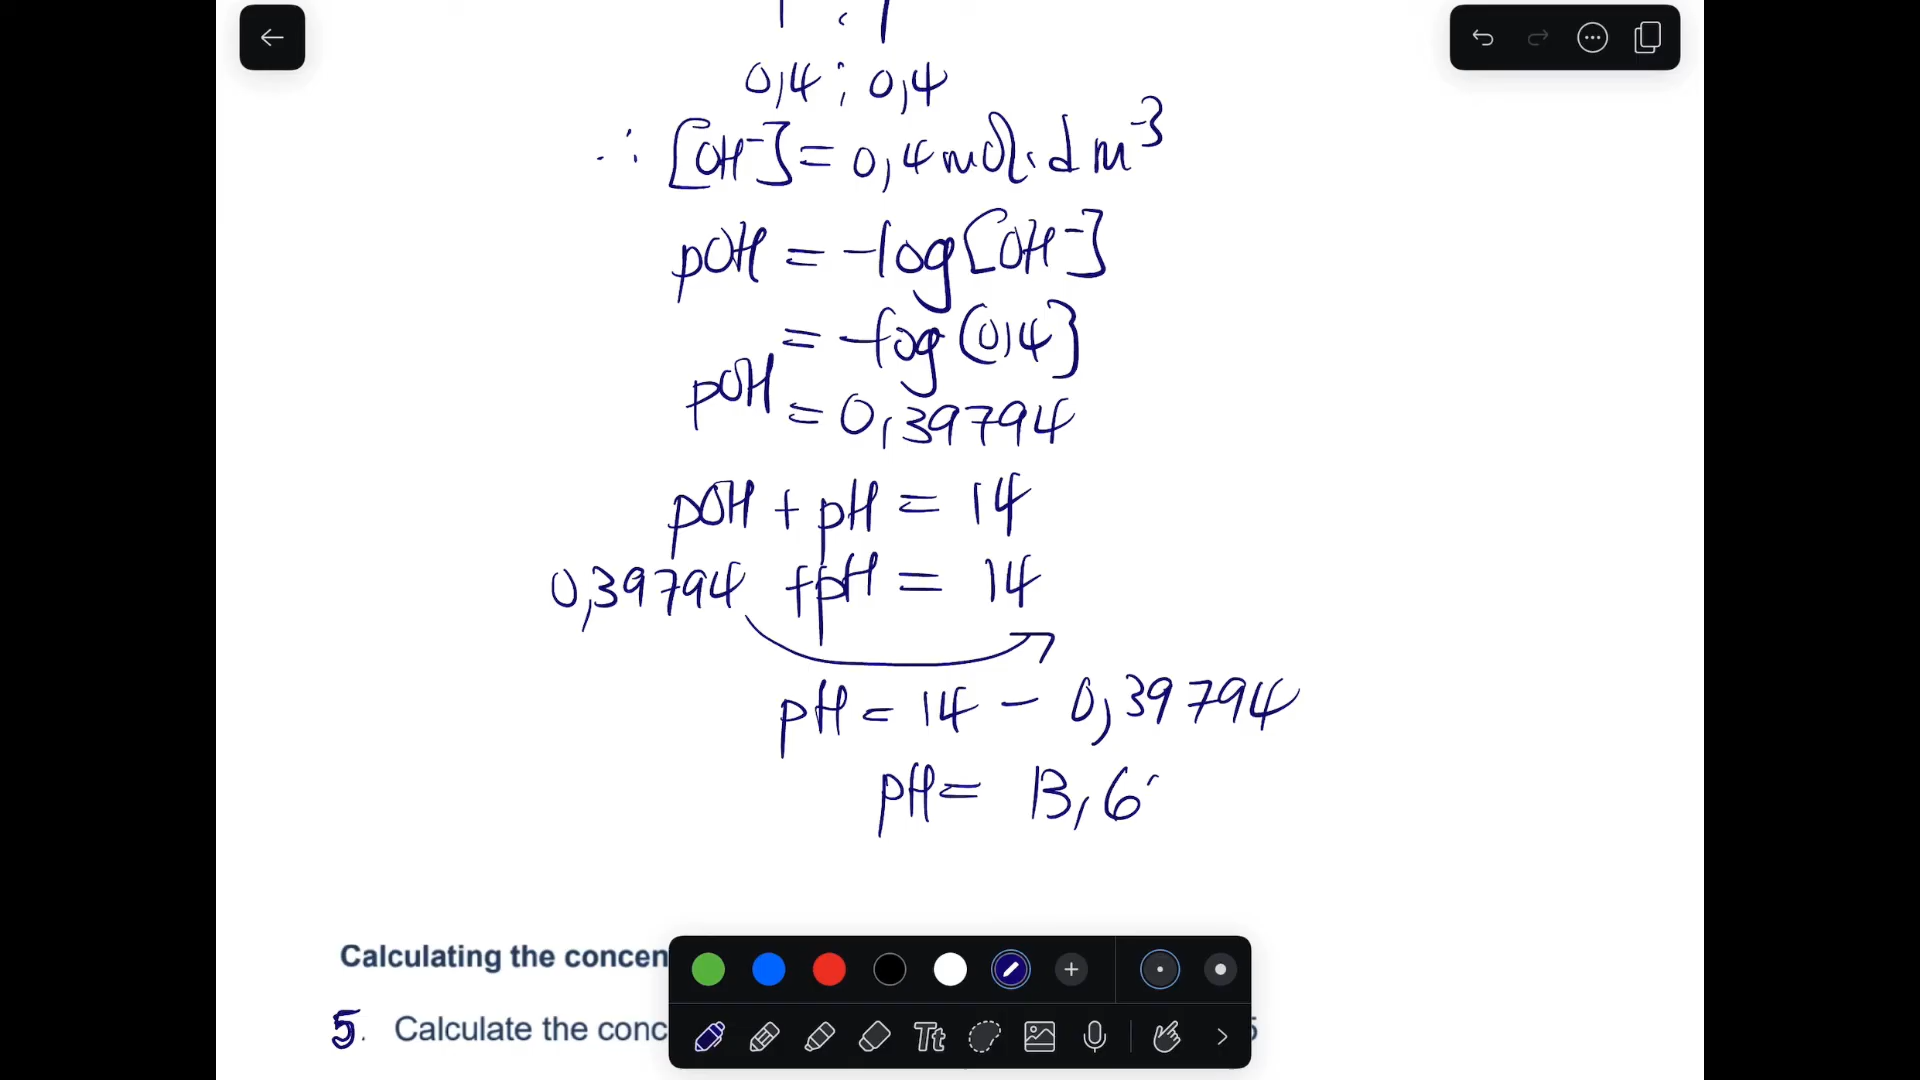 0,4 : 0,4
∴ [OH⁻] = 0,4 mol.dm⁻³
pOH = -log[OH⁻]
= -log(0,4]
pOH = 0,39794
pOH + pH = 14
0,39794 + pH = 14
pH = 14 - 0,39794
pH = 13,6
Calculating the concen
5. Calculate the conc
Tt